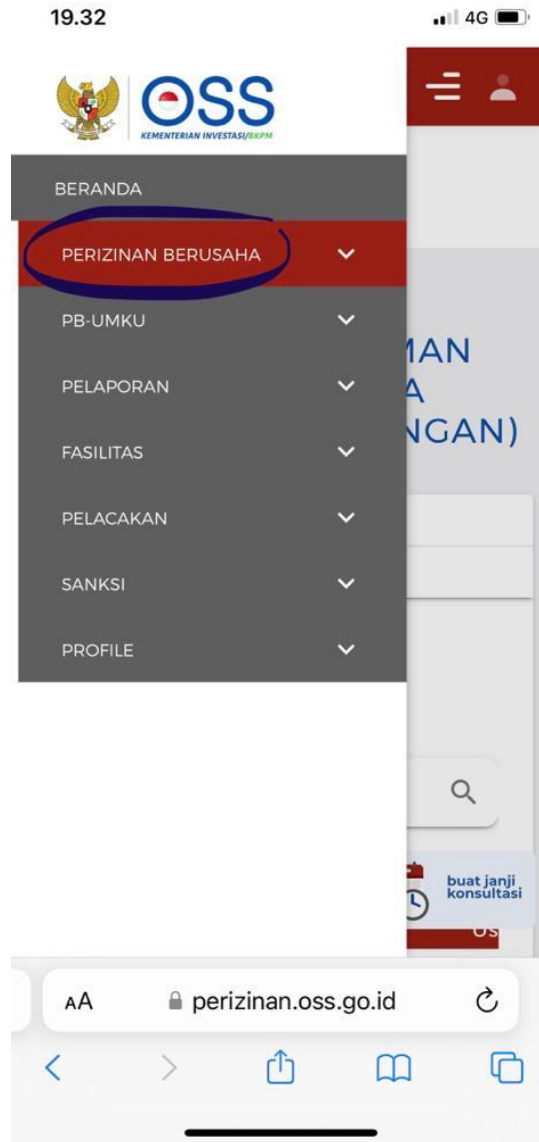 19.32
4G
OSS
KEMENTERIAN INVESTASI/BKPM
BERANDA
PERIZINAN BERUSAHA
PB-UMKU
PELAPORAN
FASILITAS
PELACAKAN
SANKSI
PROFILE
MAN
A
NGAN)
buat janji
konsultasi
Us
AA
perizinan.oss.go.id